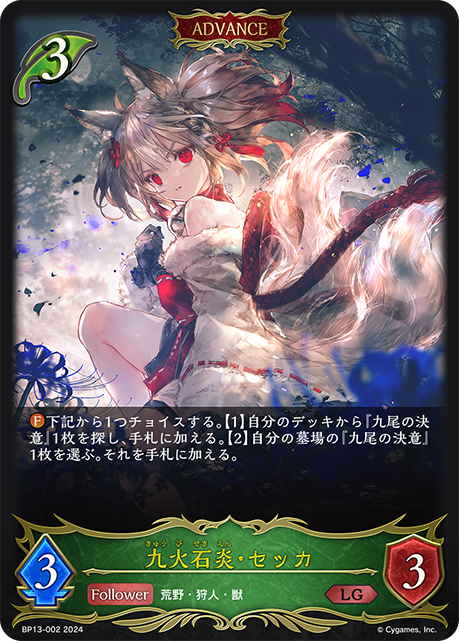 ADVANCE
3
Ⓕ下記から1つチョイスする。【1】自分のデッキから『九尾の決
意』1枚を探し、手札に加える。【2】自分の墓場の『九尾の決意』
1枚を選ぶ。それを手札に加える。
きゅう び せき えん
九火石炎・セッカ
3
Follower 荒野・狩人・獣
LG
3
BP13-002 2024
© Cygames, Inc.